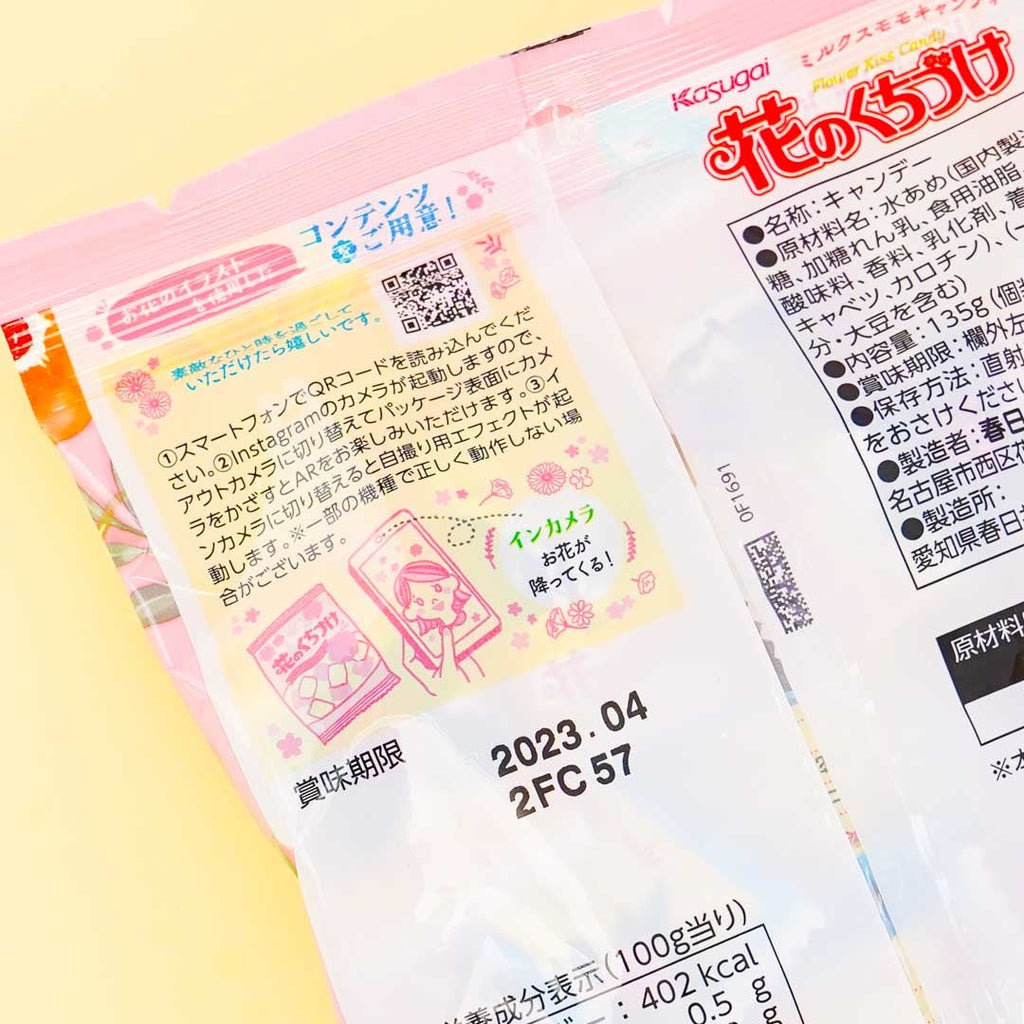 ミルクスモモキャンディ
Kasugai
Flower Kiss Candy
花のくちづけ
お花のイラスト
を使用した
コンテンツ
をご用意!
素敵なひと時を過ごして
いただけたら嬉しいです。
①スマートフォンでQRコードを読み込んでくだ
さい。②Instagramのカメラが起動しますので、
アウトカメラに切り替えてパッケージ表面にカメ
ラをかざすとARをお楽しみいただけます。③イ
ンカメラに切り替えると自撮り用エフェクトが起
動します。※一部の機種で正しく動作しない場
合がございます。
インカメラ
お花が
降ってくる!
花のくちづけ
賞味期限
2023.04
2FC57
養成分表示(100g当り)
ギー:402kcal
0.5 g
g
0F1691
●名称:キャンデー
●原材料名:水あめ(国内製造
糖、加糖れん乳、食用油脂
酸味料、香料、乳化剤、着
キャベツ、カロチン)、(一
分・大豆を含む)
●内容量:135g(個
●賞味期限:欄外左
●保存方法:直射
をおさけくださ
●製造者:春日
名古屋市西区花
●製造所:
愛知県春日
原材料
※本